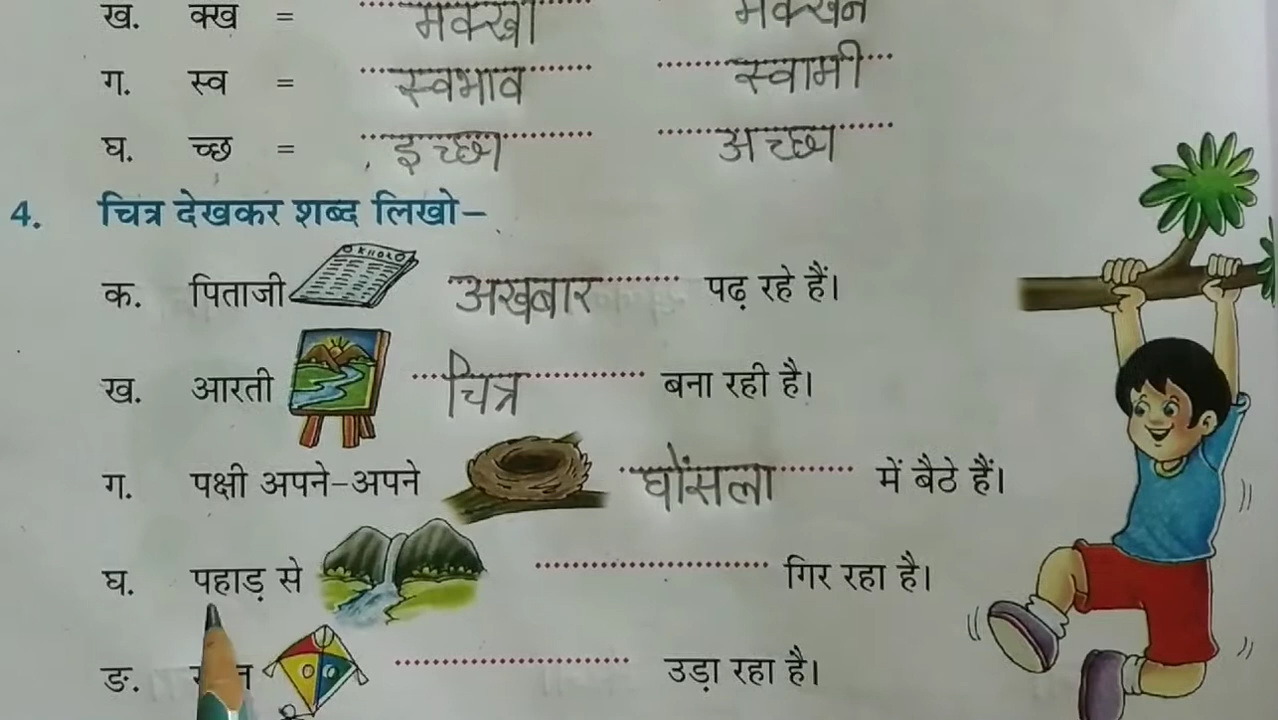 ख. क्ख = मक्खी मक्खन
ग. स्व = स्वभाव स्वामी
घ. च्छ = इच्छा अच्छा
4. चित्र देखकर शब्द लिखो–
क. पिताजी अखबार पढ़ रहे हैं।
ख. आरती चित्र बना रही है।
ग. पक्षी अपने-अपने घोंसला में बैठे हैं।
घ. पहाड़ से गिर रहा है।
ङ. उड़ा रहा है।